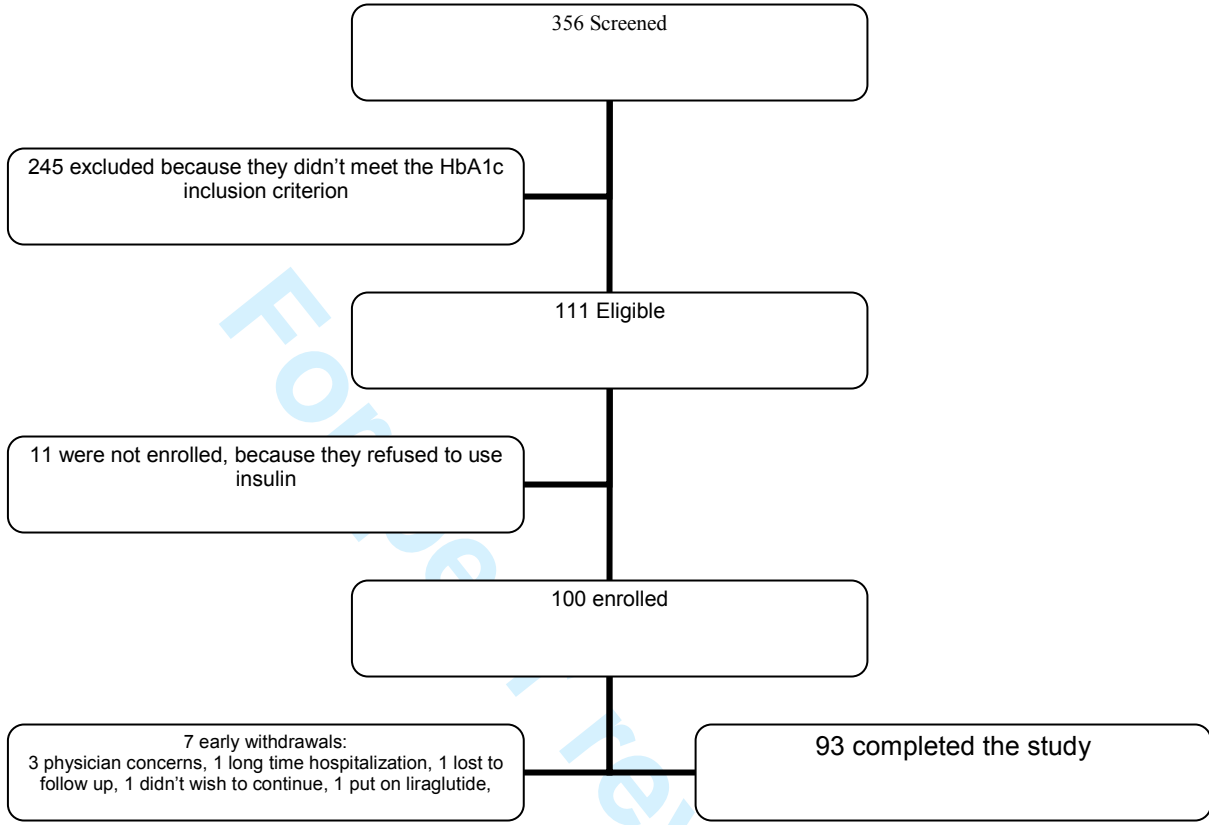 356 Screened
245 excluded because they didn’t meet the HbA1c
inclusion criterion
111 Eligible
11 were not enrolled, because they refused to use
insulin
100 enrolled
7 early withdrawals:
3 physician concerns, 1 long time hospitalization, 1 lost to
follow up, 1 didn’t wish to continue, 1 put on liraglutide,
93 completed the study